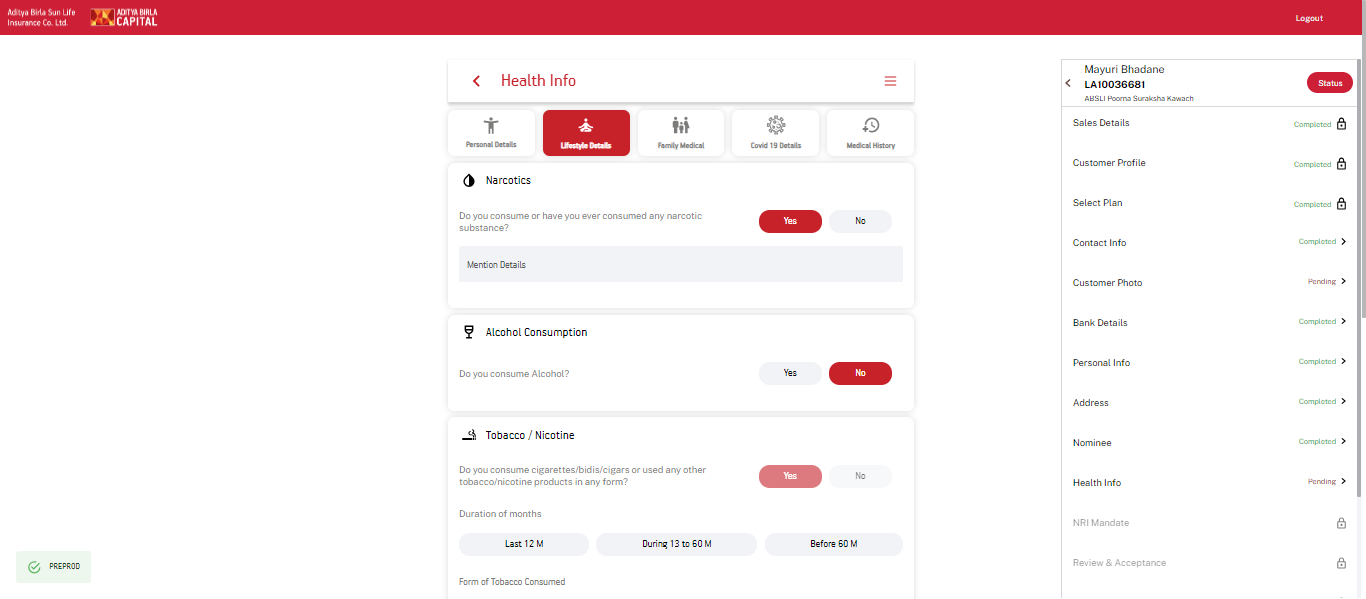 Aditya Birla Sun Life
Insurance Co. Ltd.
ADITYA BIRLA
CAPITAL
Logout
Health Info
Personal Details
Lifestyle Details
Family Medical
Covid 19 Details
Medical History
Narcotics
Do you consume or have you ever consumed any narcotic
substance?
Yes
No
Mention Details
Alcohol Consumption
Do you consume Alcohol?
Yes
No
Tobacco / Nicotine
Do you consume cigarettes/bidis/cigars or used any other
tobacco/nicotine products in any form?
Yes
No
Duration of months
Last 12 M
During 13 to 60 M
Before 60 M
Form of Tobacco Consumed
PREPROD
Mayuri Bhadane
LA10036681
ABSLI Poorna Suraksha Kawach
Status
Sales Details
Completed
Customer Profile
Completed
Select Plan
Completed
Contact Info
Completed
Customer Photo
Pending
Bank Details
Completed
Personal Info
Completed
Address
Completed
Nominee
Completed
Health Info
Pending
NRI Mandate
Review & Acceptance